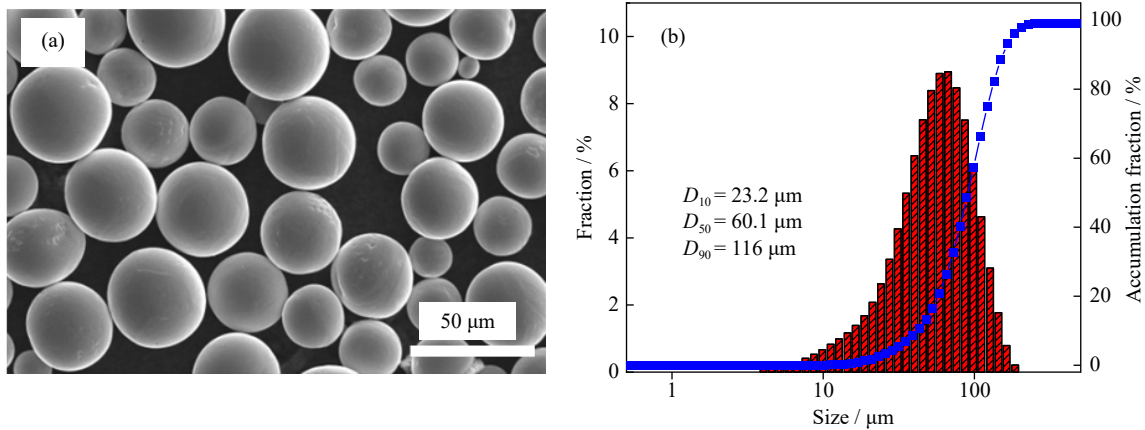 (a)
50 μm
(b)
Fraction / %
10
8
6
4
2
0
D10 = 23.2 μm
D50 = 60.1 μm
D90 = 116 μm
100
80
60
40
20
0
Accumulation fraction / %
1
10
100
Size / μm